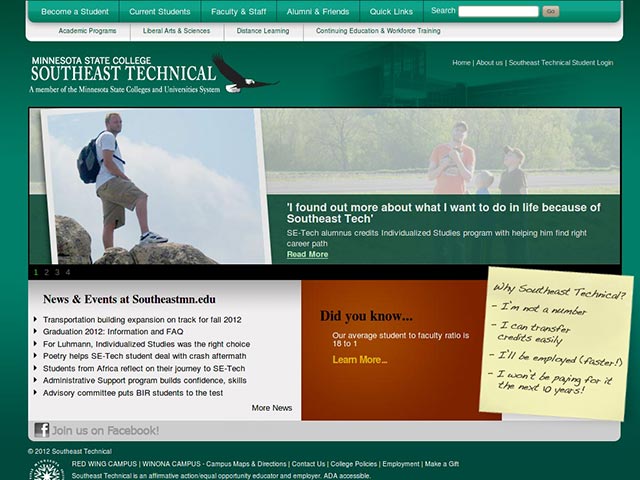 Become a Student
Current Students
Faculty & Staff
Alumni & Friends
Quick Links
Search
Go
Academic Programs
Liberal Arts & Sciences
Distance Learning
Continuing Education & Workforce Training
MINNESOTA STATE COLLEGE
SOUTHEAST TECHNICAL
A member of the Minnesota State Colleges and Universities System
Home | About us | Southeast Technical Student Login
'I found out more about what I want to do in life because of
Southeast Tech'
SE-Tech alumnus credits Individualized Studies program with helping him find right
career path
Read More
1 2 3 4
News & Events at Southeastmn.edu
Transportation building expansion on track for fall 2012
Graduation 2012: Information and FAQ
For Luhmann, Individualized Studies was the right choice
Poetry helps SE-Tech student deal with crash aftermath
Students from Africa reflect on their journey to SE-Tech
Administrative Support program builds confidence, skills
Advisory committee puts BIR students to the test
More News
Did you know...
Our average student to faculty ratio is
18 to 1
Learn More...
Why Southeast Technical?
- I'm not a number
- I can transfer
credits easily
- I'll be employed (faster!)
- I won't be paying for it
the next 10 years!
Join us on Facebook!
© 2012 Southeast Technical
RED WING CAMPUS | WINONA CAMPUS - Campus Maps & Directions | Contact Us | College Policies | Employment | Make a Gift
Southeast Technical is an affirmative action/equal opportunity educator and employer. ADA accessible.